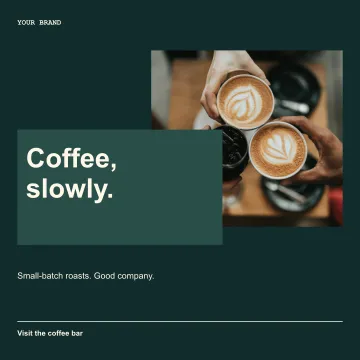 YOUR BRAND
Coffee,
slowly.
Small-batch roasts. Good company.
Visit the coffee bar